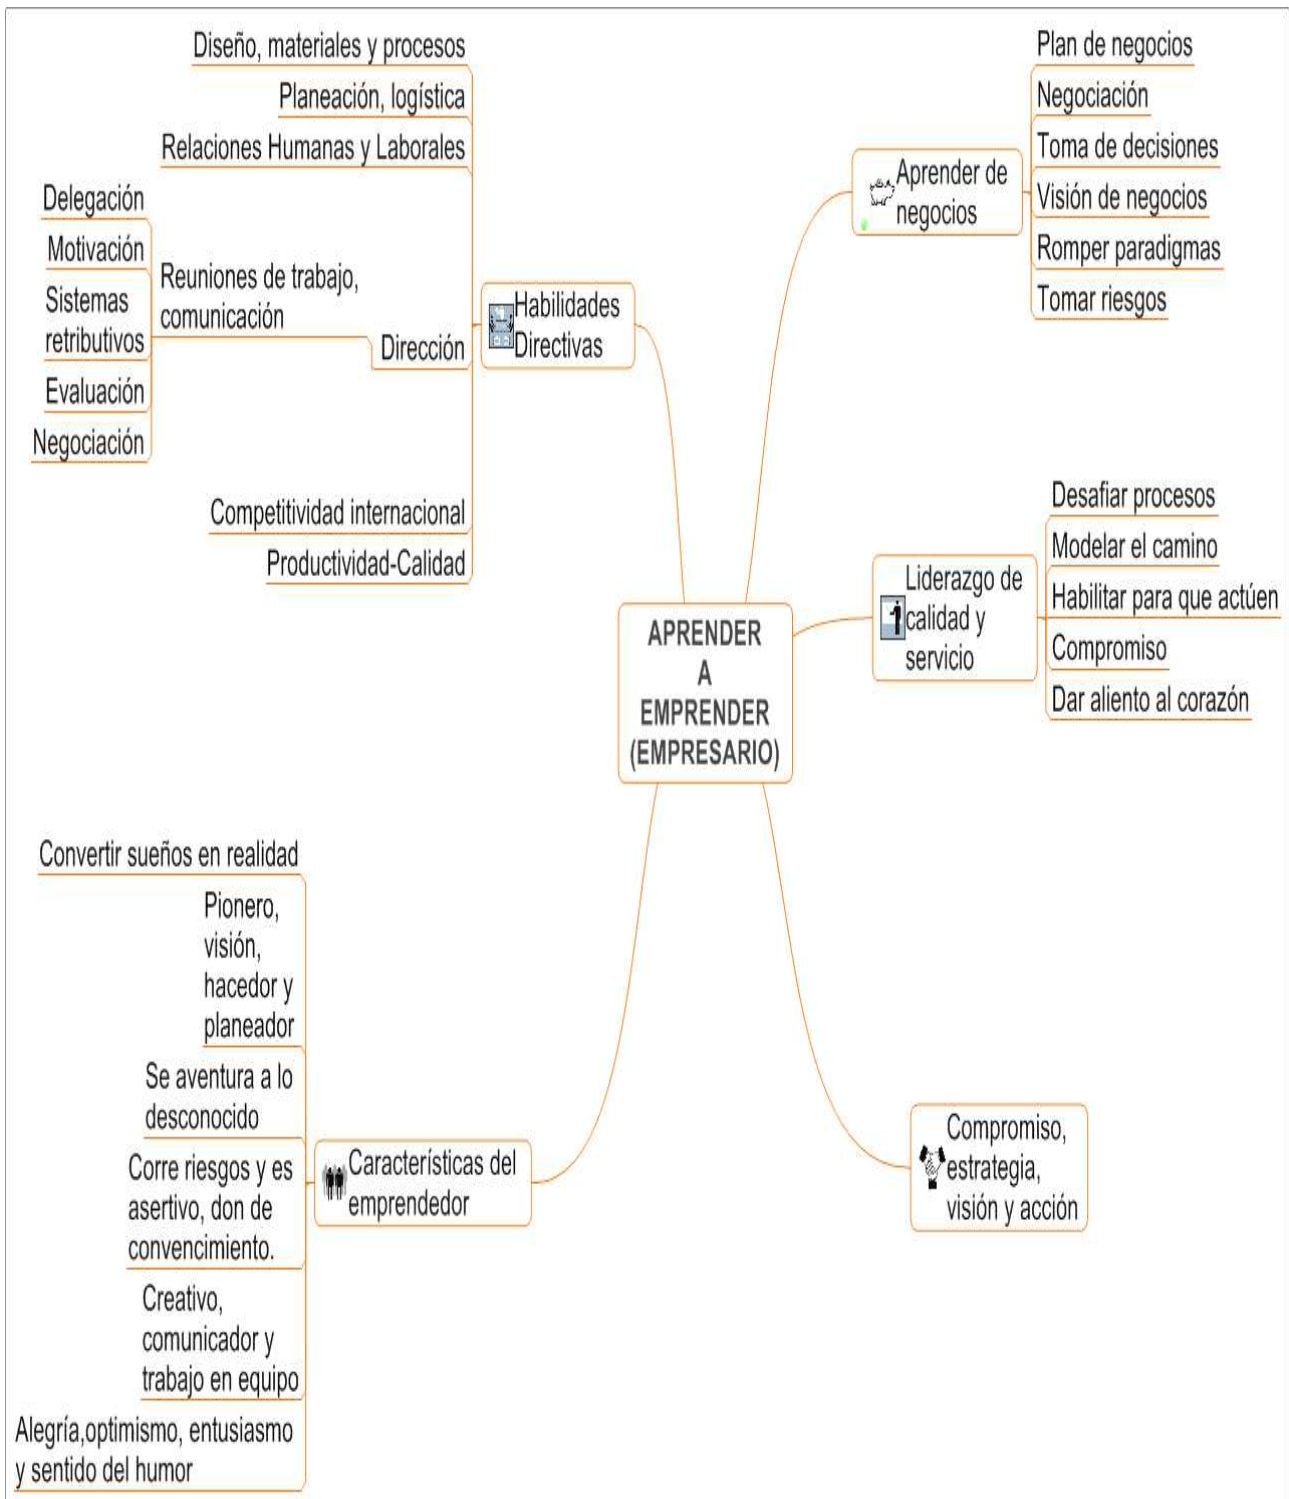 Diseño, materiales y procesos
Planeación, logística
Relaciones Humanas y Laborales
Delegación
Motivación
Sistemas
retributivos
Evaluación
Negociación
Reuniones de trabajo,
comunicación
Dirección
Competitividad internacional
Productividad-Calidad
Habilidades
Directivas
Aprender de
negocios
Plan de negocios
Negociación
Toma de decisiones
Visión de negocios
Romper paradigmas
Tomar riesgos
Liderazgo de
calidad y
servicio
Desafiar procesos
Modelar el camino
Habilitar para que actúen
Compromiso
Dar aliento al corazón
APRENDER
A
EMPRENDER
(EMPRESARIO)
Convertir sueños en realidad
Pionero,
visión,
hacedor y
planeador
Se aventura a lo
desconocido
Corre riesgos y es
asertivo, don de
convencimiento.
Creativo,
comunicador y
trabajo en equipo
Alegría,optimismo, entusiasmo
y sentido del humor
Características del
emprendedor
Compromiso,
estrategia,
visión y acción